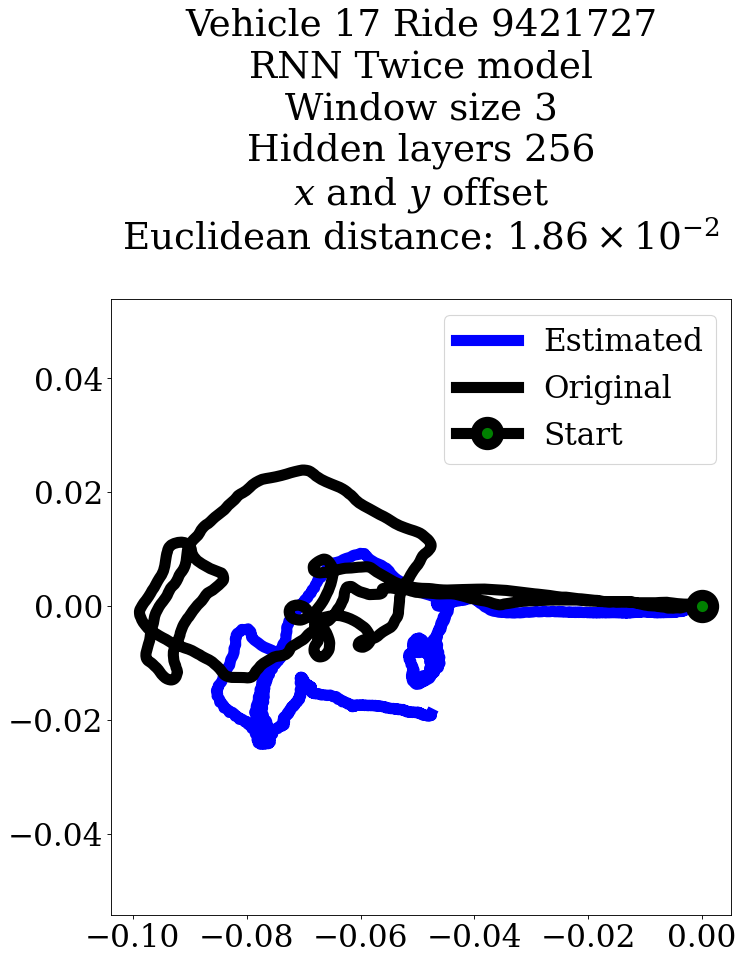 Vehicle 17 Ride 9421727
RNN Twice model
Window size 3
Hidden layers 256
x and y offset
Euclidean distance: 1.86 × 10⁻²
Estimated
Original
Start
0.04
0.02
0.00
−0.02
−0.04
−0.10 −0.08 −0.06 −0.04 −0.02 0.00